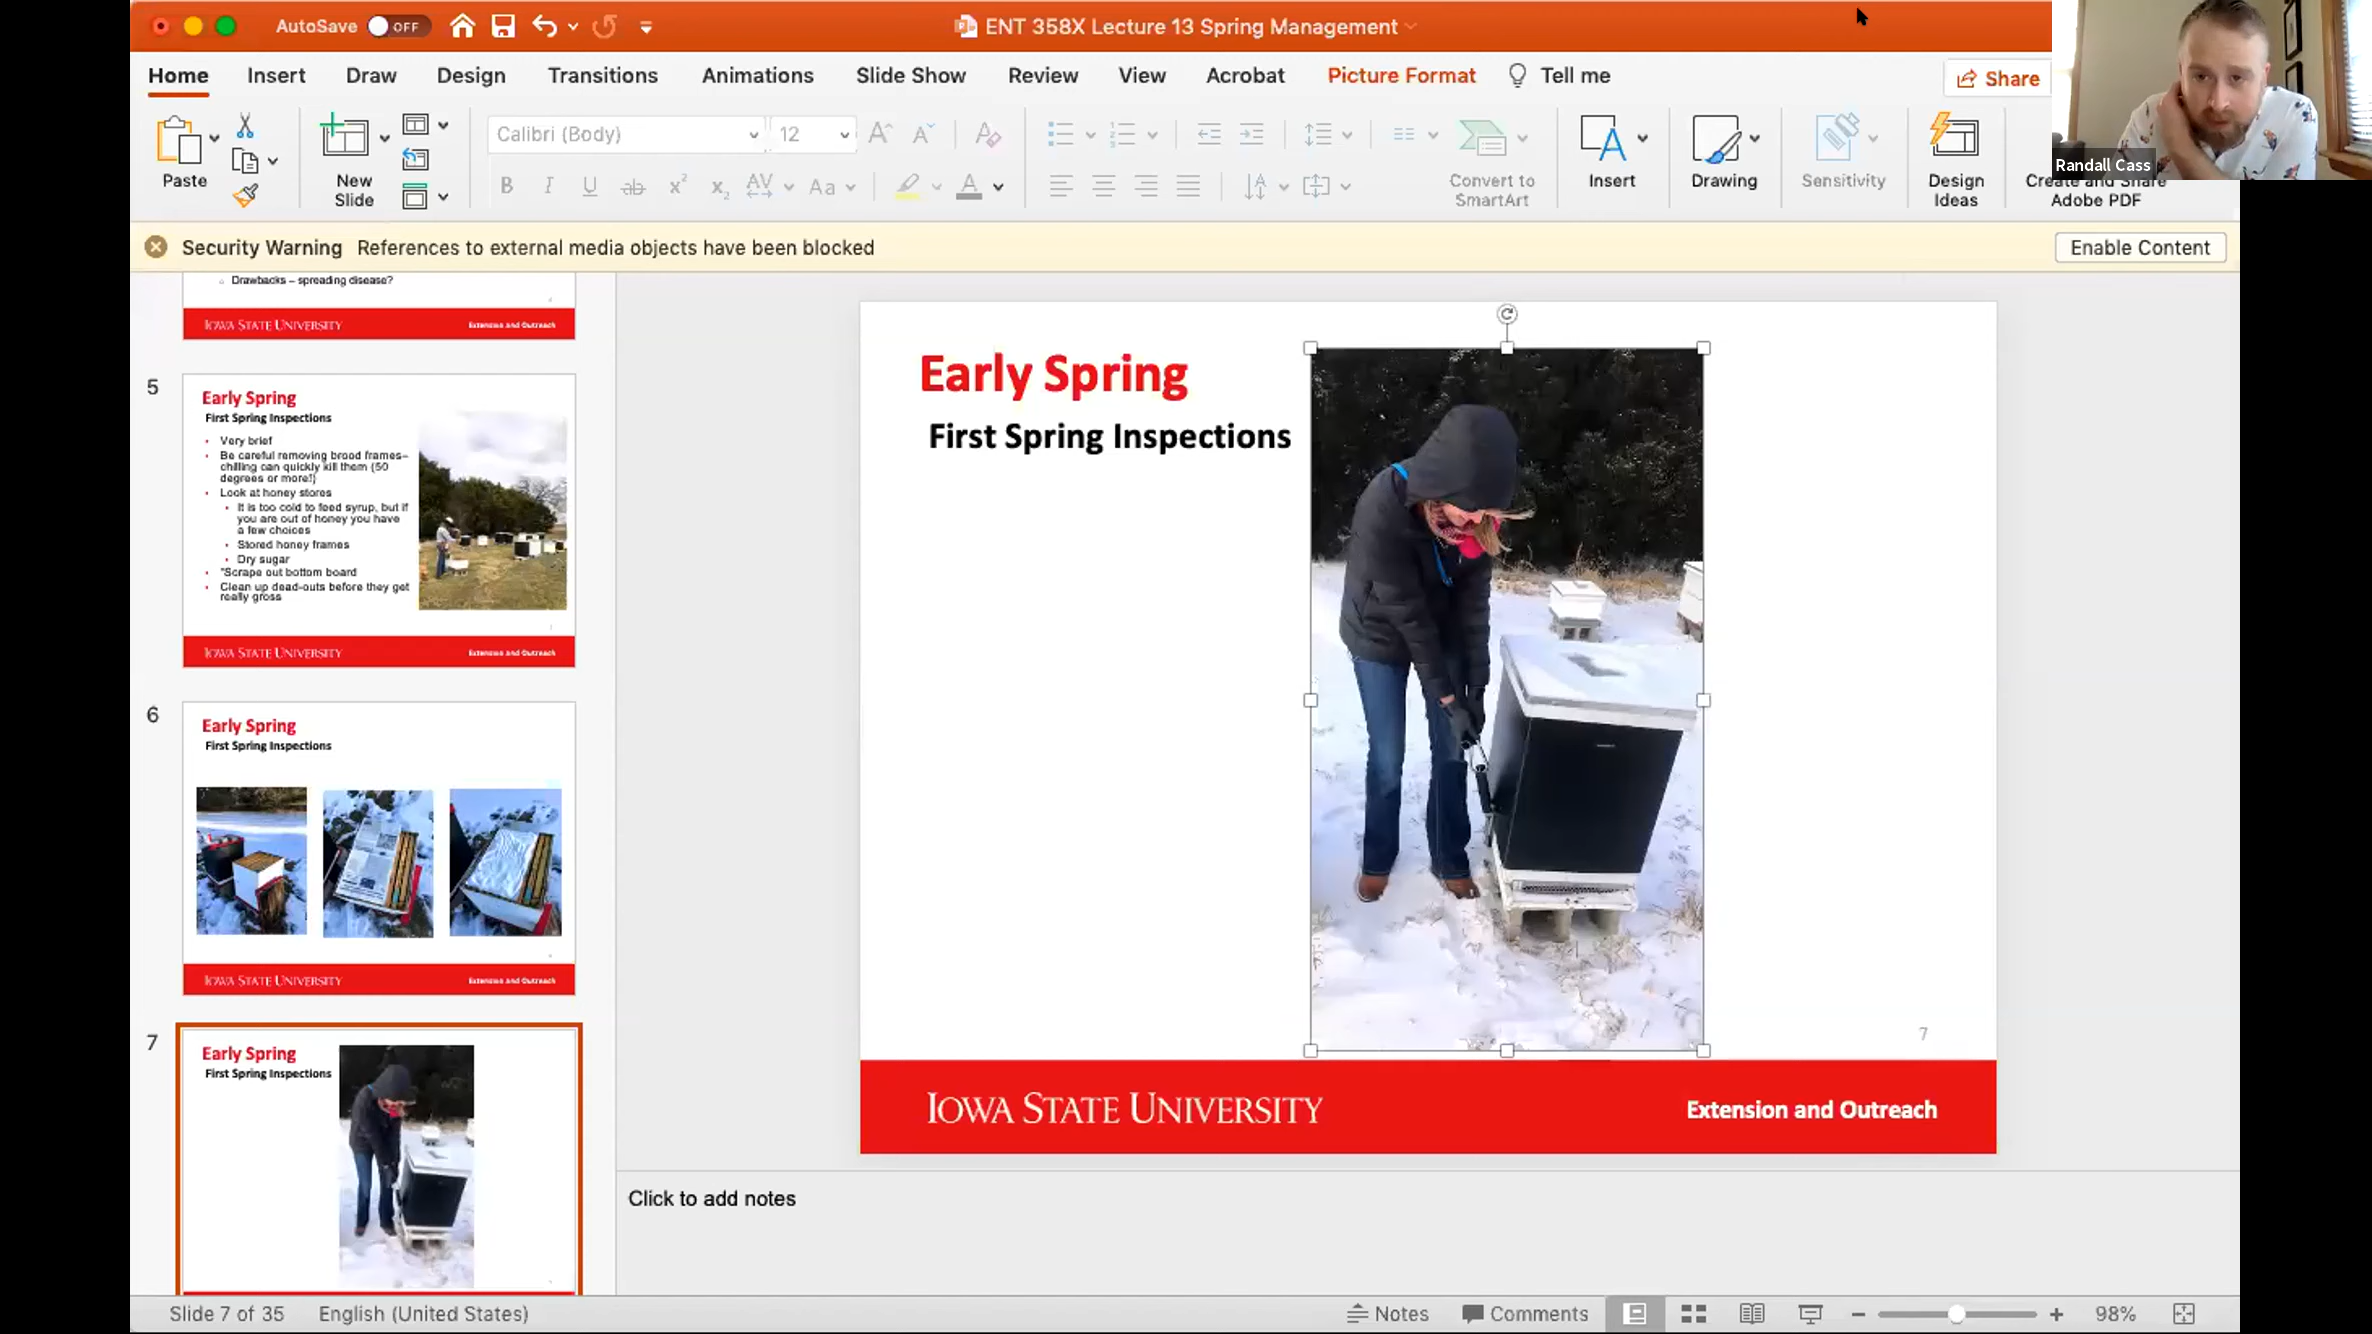 AutoSave OFF
ENT 358X Lecture 13 Spring Management
Home Insert Draw Design Transitions Animations Slide Show Review View Acrobat Picture Format Tell me
Share
Randall Cass
Paste
New
Slide
Calibri (Body) 12
Convert to
SmartArt
Insert
Drawing
Sensitivity
Design
Ideas
Create and Share
Adobe PDF
Security Warning References to external media objects have been blocked
Enable Content
Drawbacks – spreading disease?
IOWA STATE UNIVERSITY Extension and Outreach
5
Early Spring
First Spring Inspections
Very brief
Be careful removing brood frames–
chilling can quickly kill them (50
degrees or more!)
Look at honey stores
It is too cold to feed syrup, but if
you are out of honey you have
a few choices
Stored honey frames
Dry sugar
*Scrape out bottom board
Clean up dead-outs before they get
really gross
IOWA STATE UNIVERSITY Extension and Outreach
6
Early Spring
First Spring Inspections
IOWA STATE UNIVERSITY Extension and Outreach
7
Early Spring
First Spring Inspections
Early Spring
First Spring Inspections
7
IOWA STATE UNIVERSITY
Extension and Outreach
Click to add notes
Slide 7 of 35 English (United States)
Notes Comments 98%